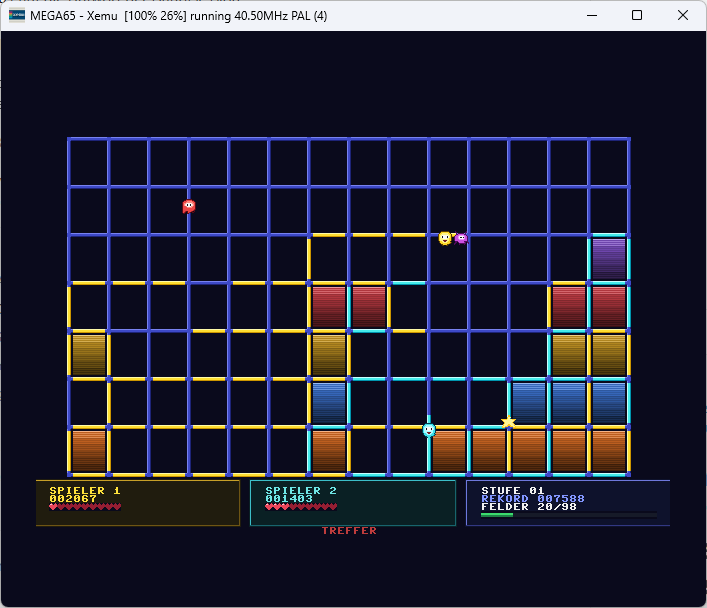 MEGA65 - Xemu [100% 26%] running 40.50MHz PAL (4)
SPIELER 1
002067
SPIELER 2
001403
STUFE 01
REKORD 007588
FELDER 20/98
TREFFER